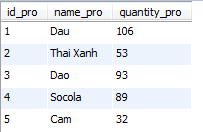 id_pro name_pro quantity_pro
1 Dau 106
2 Thai Xanh 53
3 Dao 93
4 Socola 89
5 Cam 32